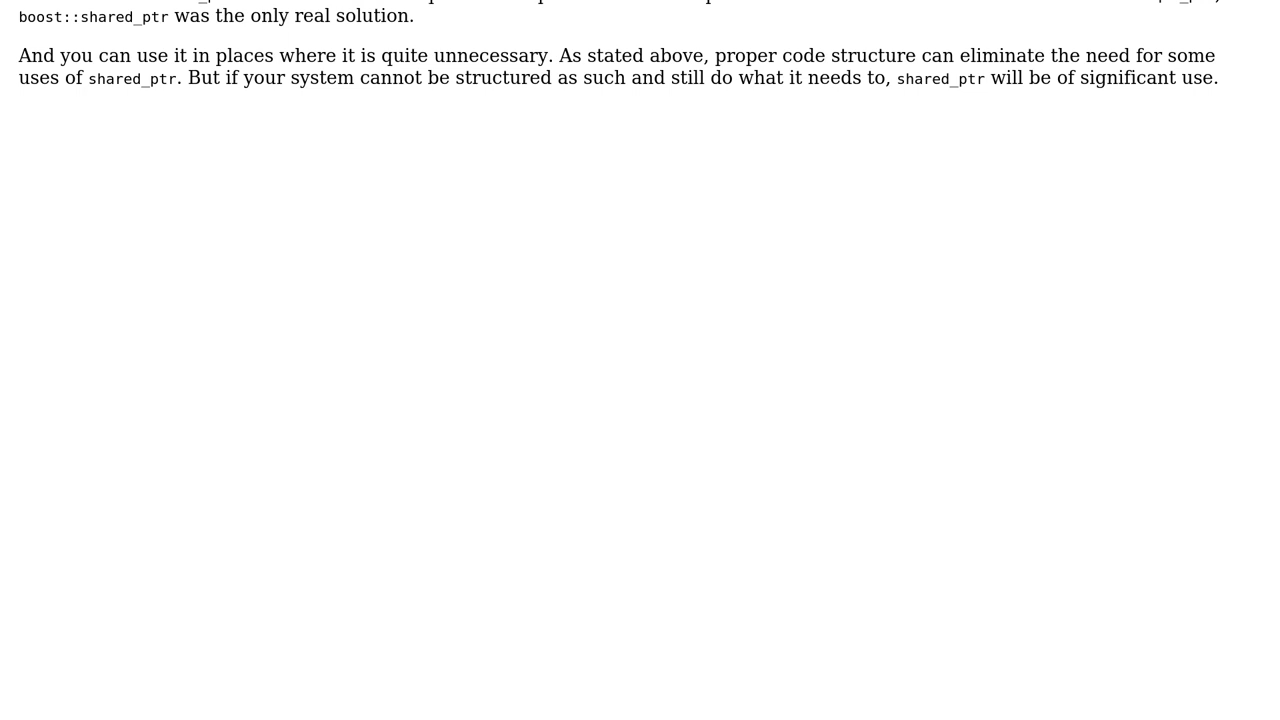 boost::shared_ptr was the only real solution.
And you can use it in places where it is quite unnecessary. As stated above, proper code structure can eliminate the need for some
uses of shared_ptr. But if your system cannot be structured as such and still do what it needs to, shared_ptr will be of significant use.